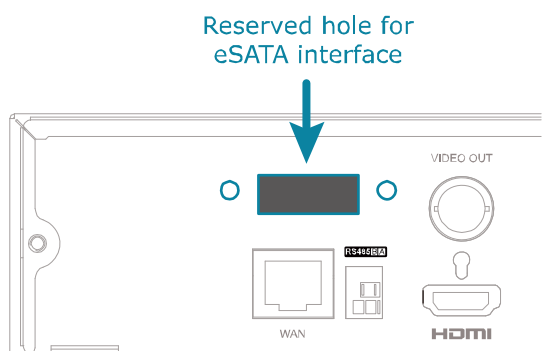 Reserved hole for
eSATA interface
VIDEO OUT
RS485 B A
WAN
HDMI